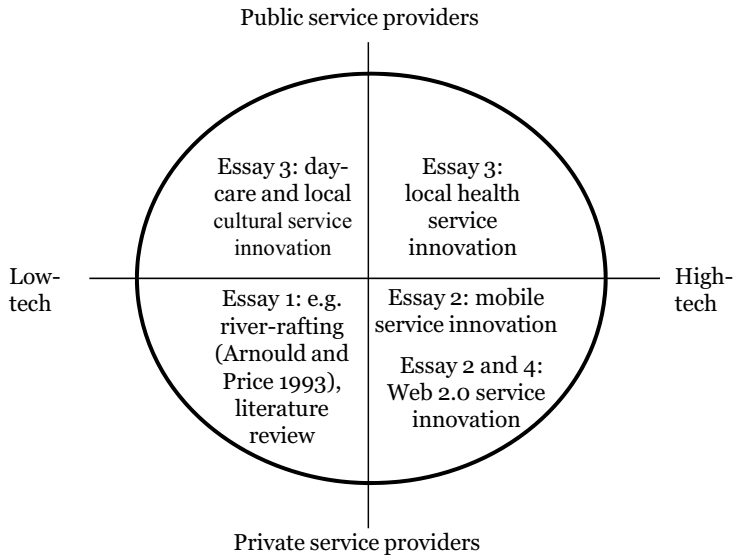 Public service providers
Essay 3: day-
care and local
cultural service
innovation
Essay 3:
local health
service
innovation
Low-
tech
High-
tech
Essay 1: e.g.
river-rafting
(Arnould and
Price 1993),
literature
review
Essay 2: mobile
service innovation
Essay 2 and 4:
Web 2.0 service
innovation
Private service providers